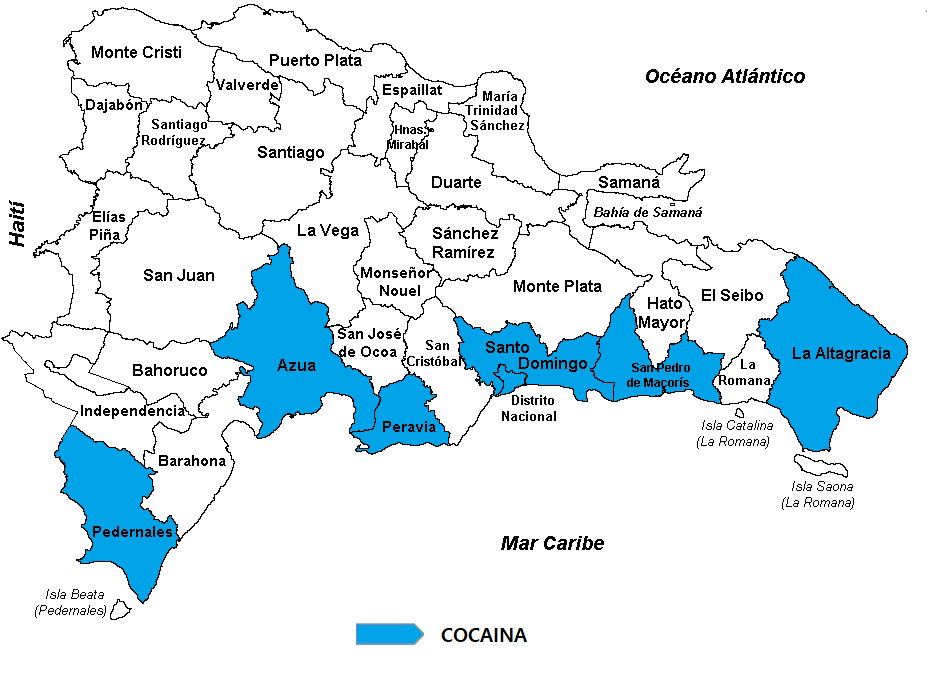 Monte Cristi
Puerto Plata
Océano Atlántico
Valverde
Espaillat
Dajabón
María
Trinidad
Sánchez
Santiago
Rodríguez
Hnas.
Mirabal
Santiago
Duarte
Samaná
Bahía de Samaná
Haití
Elías
Piña
La Vega
Sánchez
Ramírez
San Juan
Monseñor
Nouel
Monte Plata
El Seibo
Hato
Mayor
San José
de Ocoa
San
Cristóbal
Santo
Domingo
La Altagracia
Azua
Bahoruco
San Pedro
de Macorís
La
Romana
Independencia
Distrito
Nacional
Peravia
Isla Catalina
(La Romana)
Barahona
Isla Saona
(La Romana)
Pedernales
Mar Caribe
Isla Beata
(Pedernales)
COCAINA